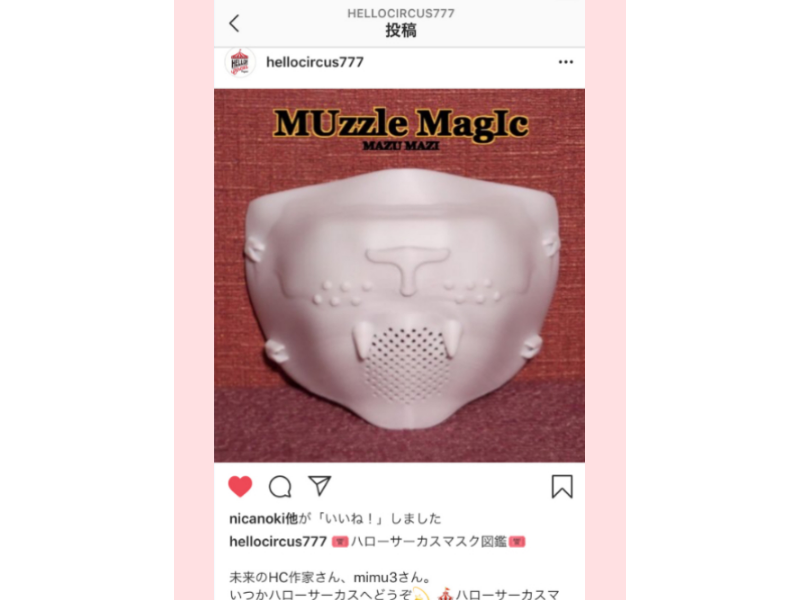 HELLOCIRCUS777
投稿
hellocircus777
MUzzle MagIc
MAZU MAZI
nicanoki他が「いいね！」しました
hellocircus777 ハローサーカスマスク図鑑
未来のHC作家さん、mimu3さん。
いつかハローサーカスへどうぞ💫 🎪ハローサーカスマ